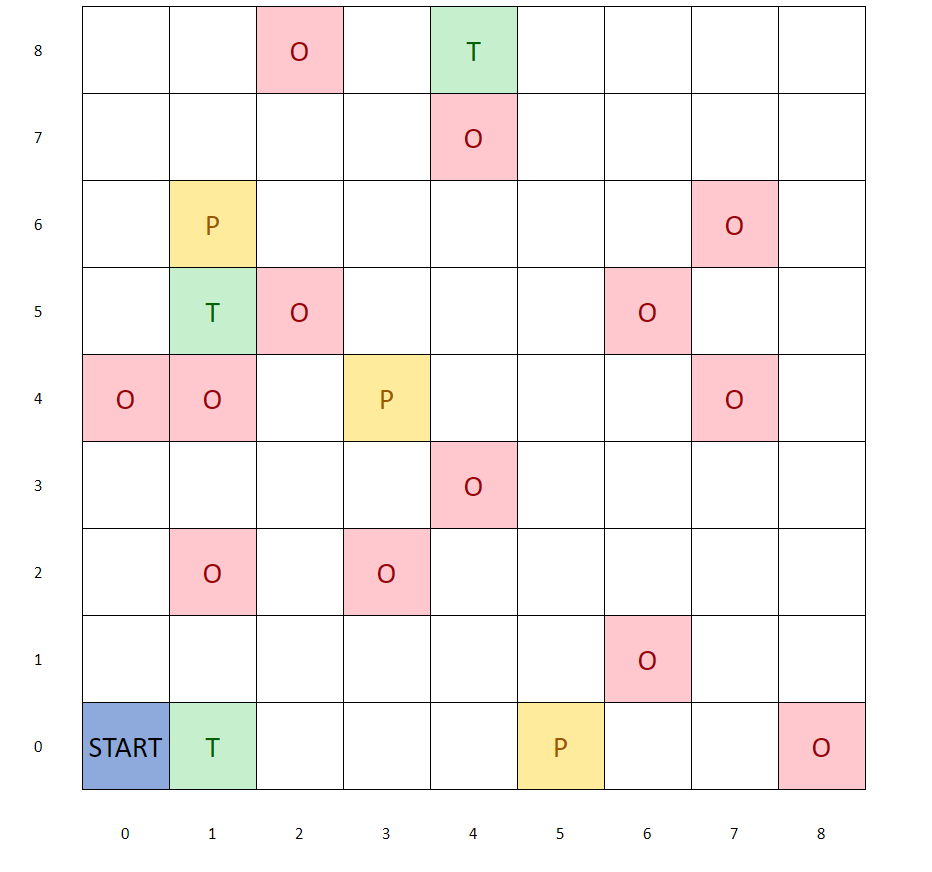 8 O T
7 O
6 P O
5 T O O
4 O O P O
3 O
2 O O
1 O
0 START T P O
0 1 2 3 4 5 6 7 8